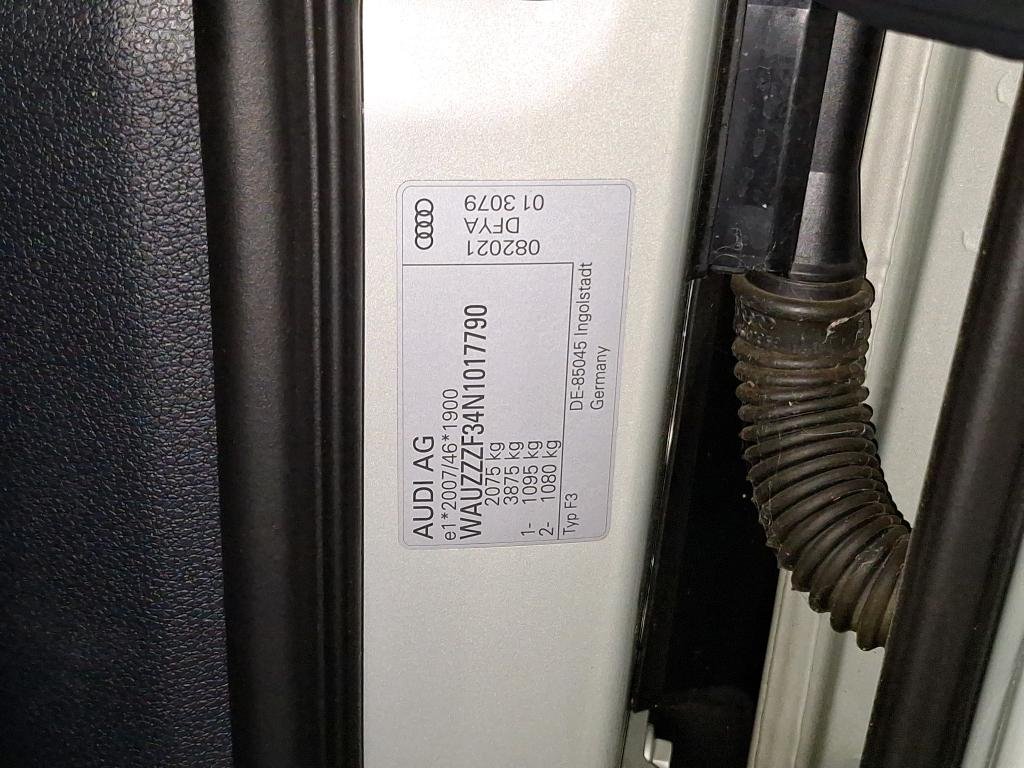 AUDI AG
e1*2007/46*1900
WAUZZZF34N1017790
2075 kg
3875 kg
1- 1095 kg
2- 1080 kg
Typ F3
DE-85045 Ingolstadt
Germany
082021
DFYA
01 3079